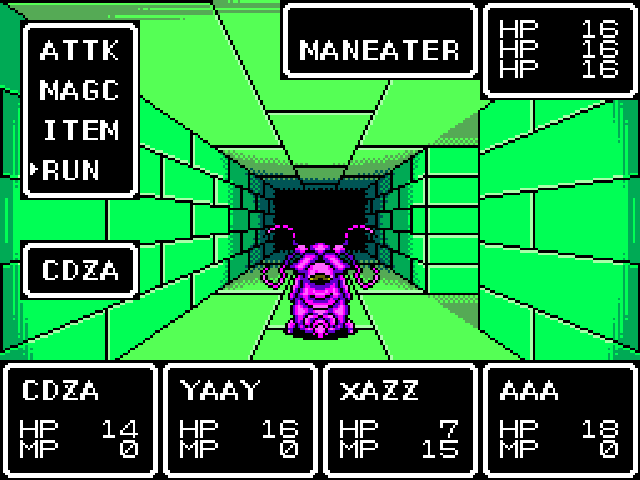 ATTK
MAGC
ITEM
RUN
MANEATER
HP 16
HP 16
HP 16
CDZA
CDZA
HP 14
MP 0
YAAY
HP 16
MP 0
XAZZ
HP 7
MP 15
AAA
HP 18
MP 0